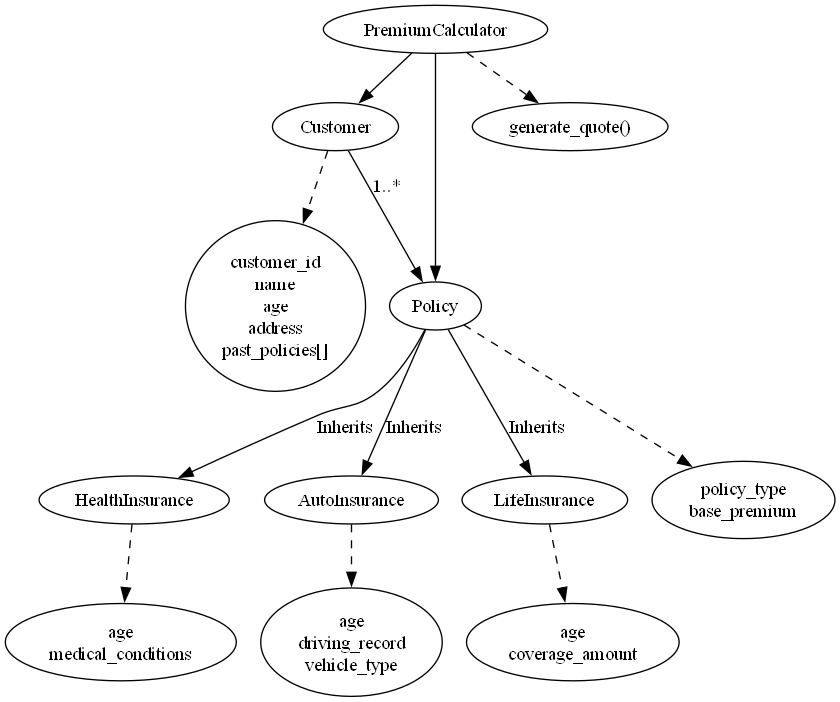 PremiumCalculator
Customer
generate_quote()
1..*
customer_id
name
age
address
past_policies[]
Policy
Inherits
Inherits
Inherits
HealthInsurance
AutoInsurance
LifeInsurance
policy_type
base_premium
age
medical_conditions
age
driving_record
vehicle_type
age
coverage_amount